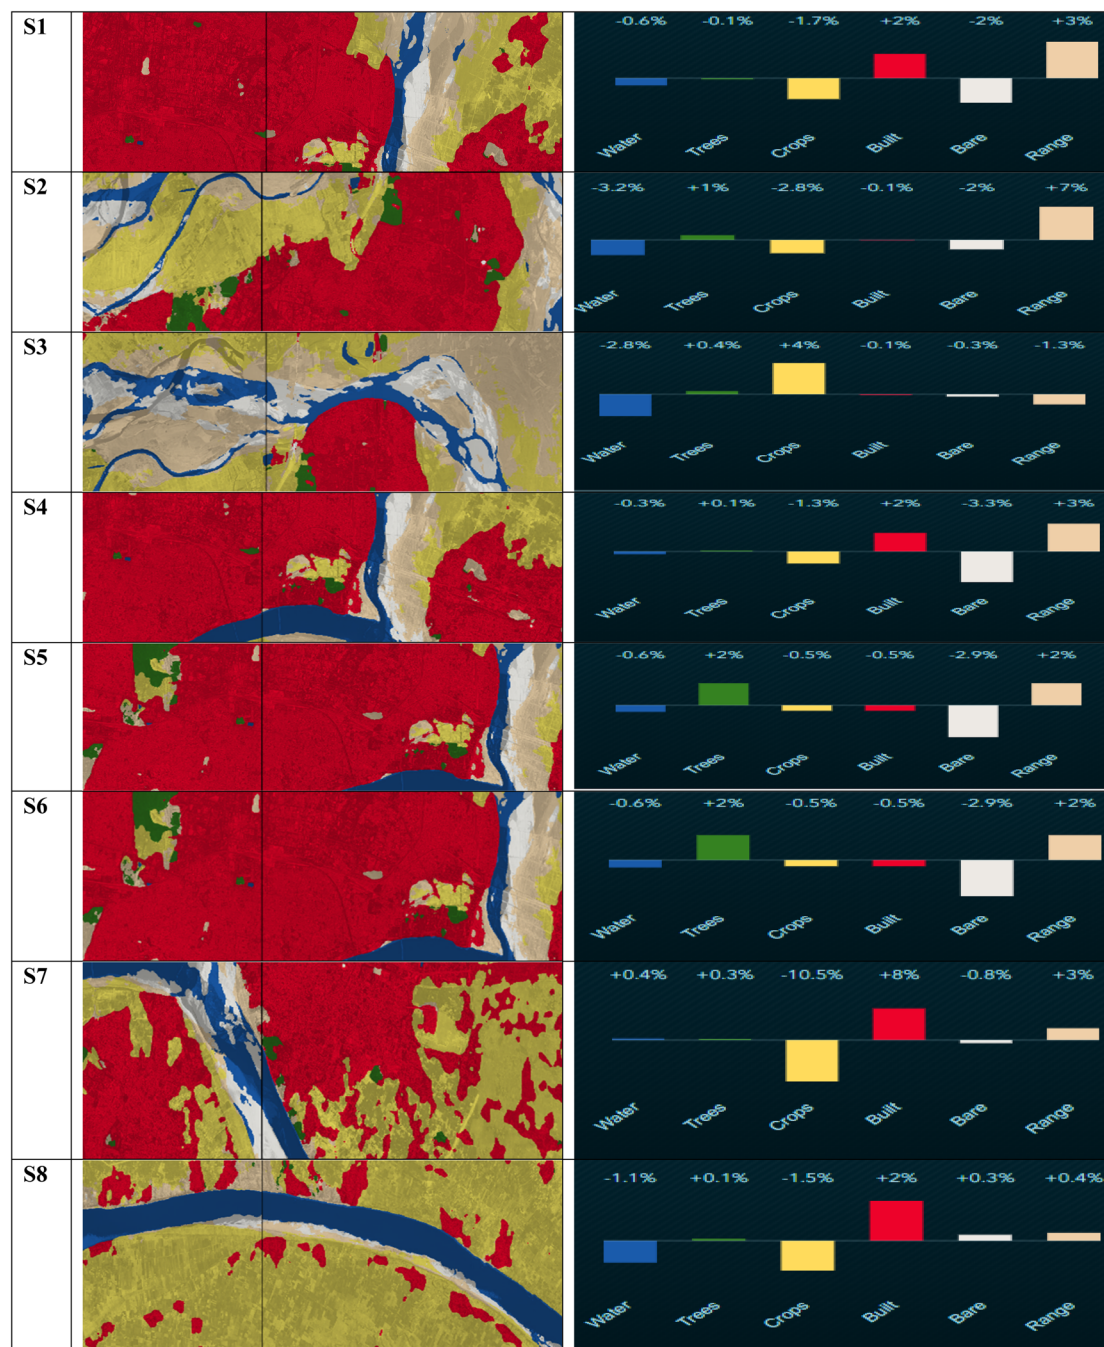 S1
-0.6% -0.1% -1.7% +2% -2% +3%
Water Trees Crops Built Bare Range
S2
-3.2% +1% -2.8% -0.1% -2% +7%
Water Trees Crops Built Bare Range
S3
-2.8% +0.4% +4% -0.1% -0.3% -1.3%
Water Trees Crops Built Bare Range
S4
-0.3% +0.1% -1.3% +2% -3.3% +3%
Water Trees Crops Built Bare Range
S5
-0.6% +2% -0.5% -0.5% -2.9% +2%
Water Trees Crops Built Bare Range
S6
-0.6% +2% -0.5% -0.5% -2.9% +2%
Water Trees Crops Built Bare Range
S7
+0.4% +0.3% -10.5% +8% -0.8% +3%
Water Trees Crops Built Bare Range
S8
-1.1% +0.1% -1.5% +2% +0.3% +0.4%
Water Trees Crops Built Bare Range